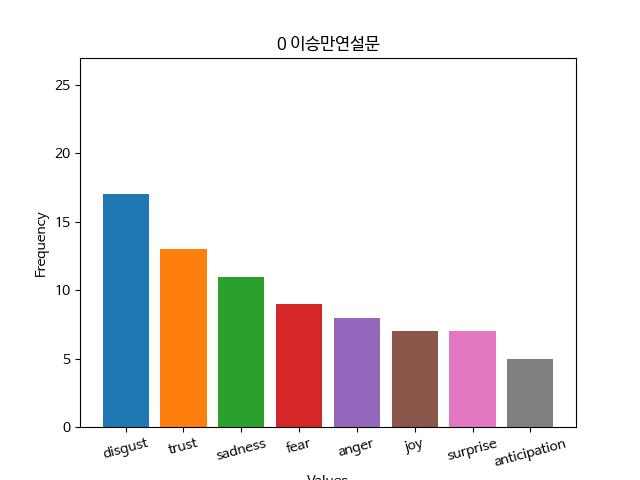 0 이승만연설문
25
20
15
10
5
0
Frequency
disgust trust sadness fear anger joy surprise anticipation
Values